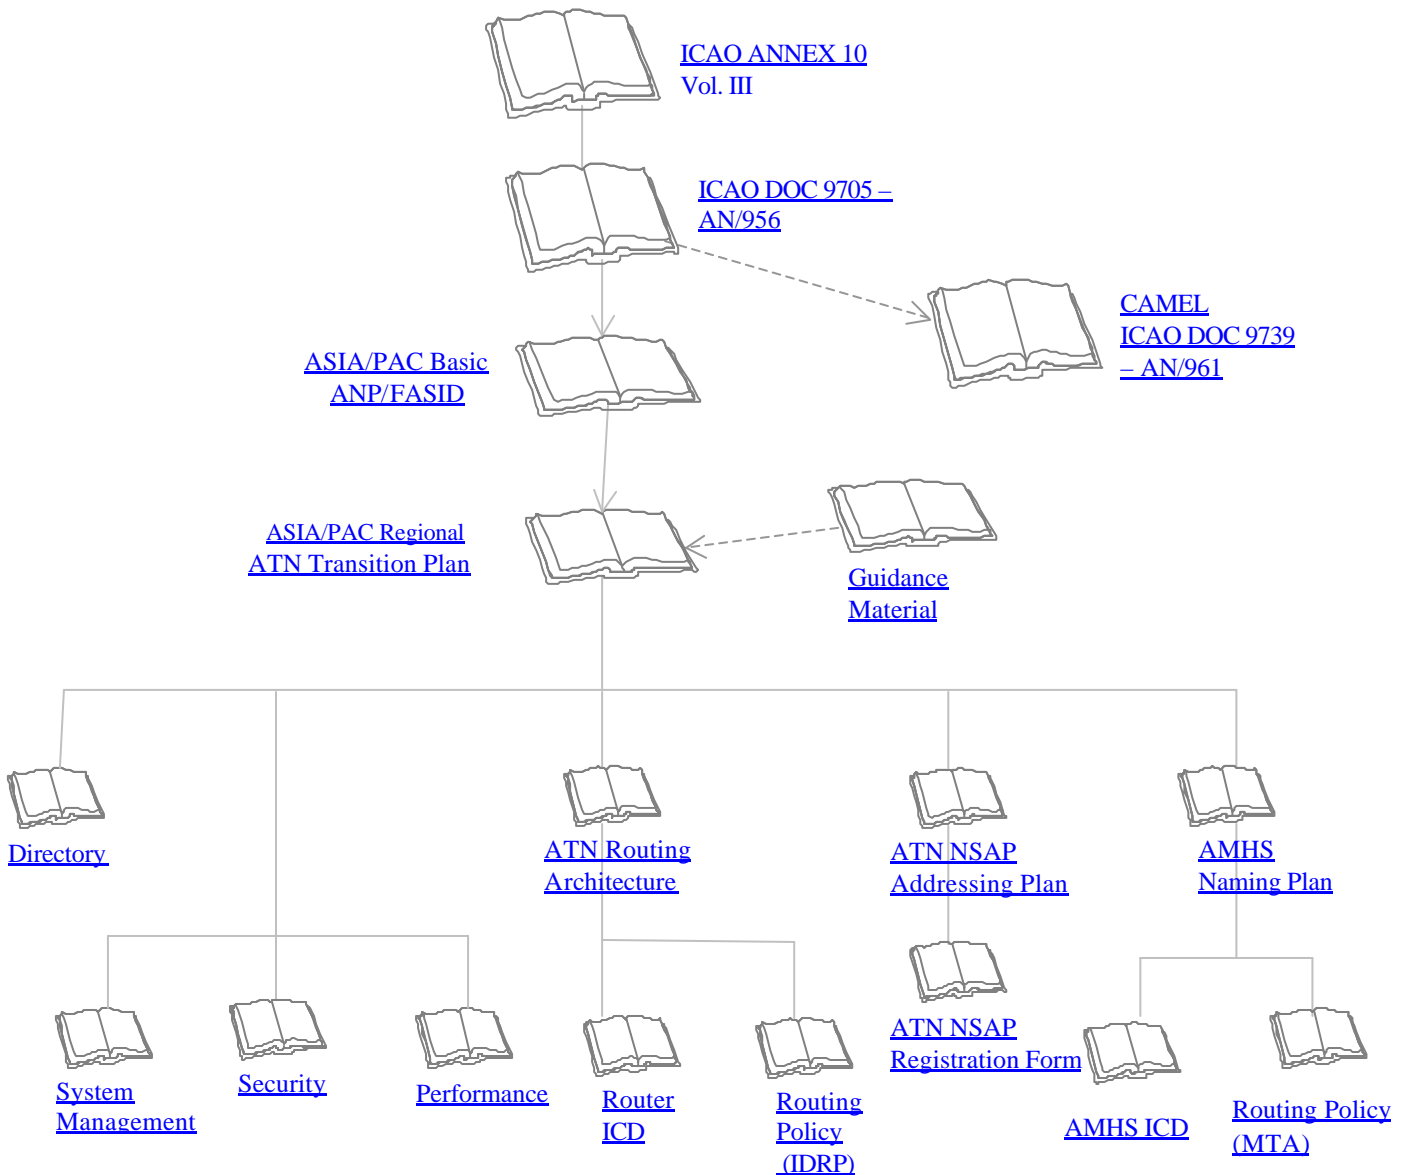 ICAO ANNEX 10
Vol. III
ICAO DOC 9705 –
AN/956
CAMEL
ICAO DOC 9739
– AN/961
ASIA/PAC Basic
ANP/FASID
ASIA/PAC Regional
ATN Transition Plan
Guidance
Material
Directory
ATN Routing
Architecture
ATN NSAP
Addressing Plan
AMHS
Naming Plan
System
Management
Security
Performance
Router
ICD
Routing
Policy
(IDRP)
ATN NSAP
Registration Form
AMHS ICD
Routing Policy
(MTA)